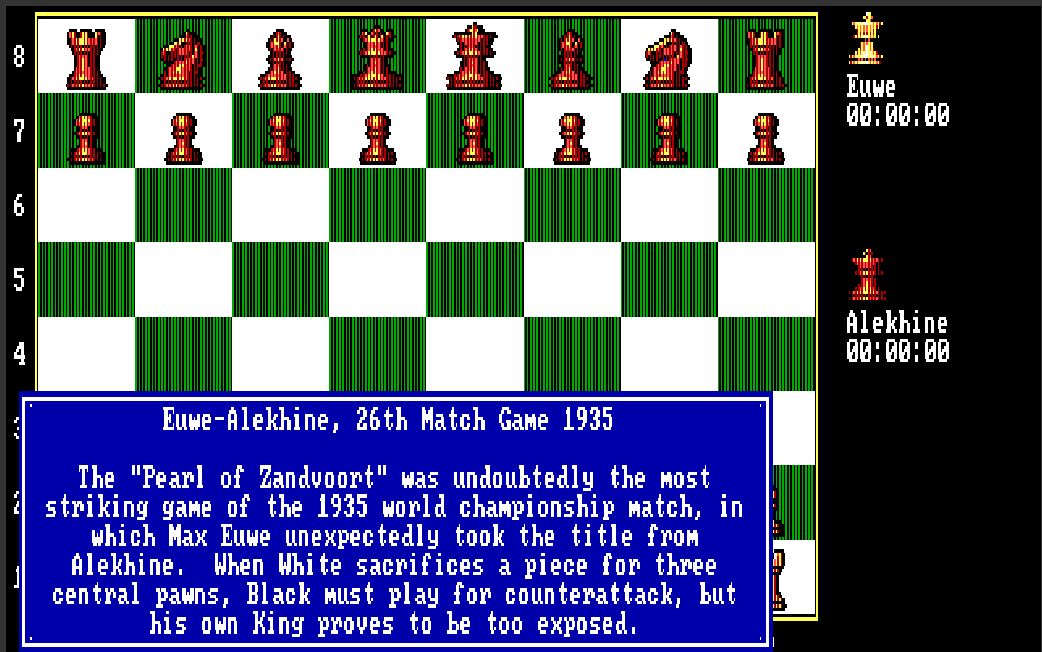 8
7
6
5
4
3
2
1
Euwe
00:00:00
Alekhine
00:00:00
Euwe-Alekhine, 26th Match Game 1935
The "Pearl of Zandvoort" was undoubtedly the most
striking game of the 1935 world championship match, in
which Max Euwe unexpectedly took the title from
Alekhine.  When White sacrifices a piece for three
central pawns, Black must play for counterattack, but
his own King proves to be too exposed.